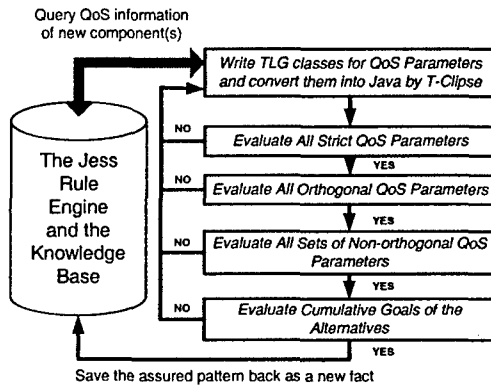 Query QoS information
of new component(s)
Write TLG classes for QoS Parameters
and convert them into Java by T-Clipse
NO
Evaluate All Strict QoS Parameters
YES
The Jess
Rule
Engine
and the
Knowledge
Base
NO
Evaluate All Orthogonal QoS Parameters
YES
NO
Evaluate All Sets of Non-orthogonal QoS
Parameters
YES
NO
Evaluate Cumulative Goals of the
Alternatives
YES
Save the assured pattern back as a new fact